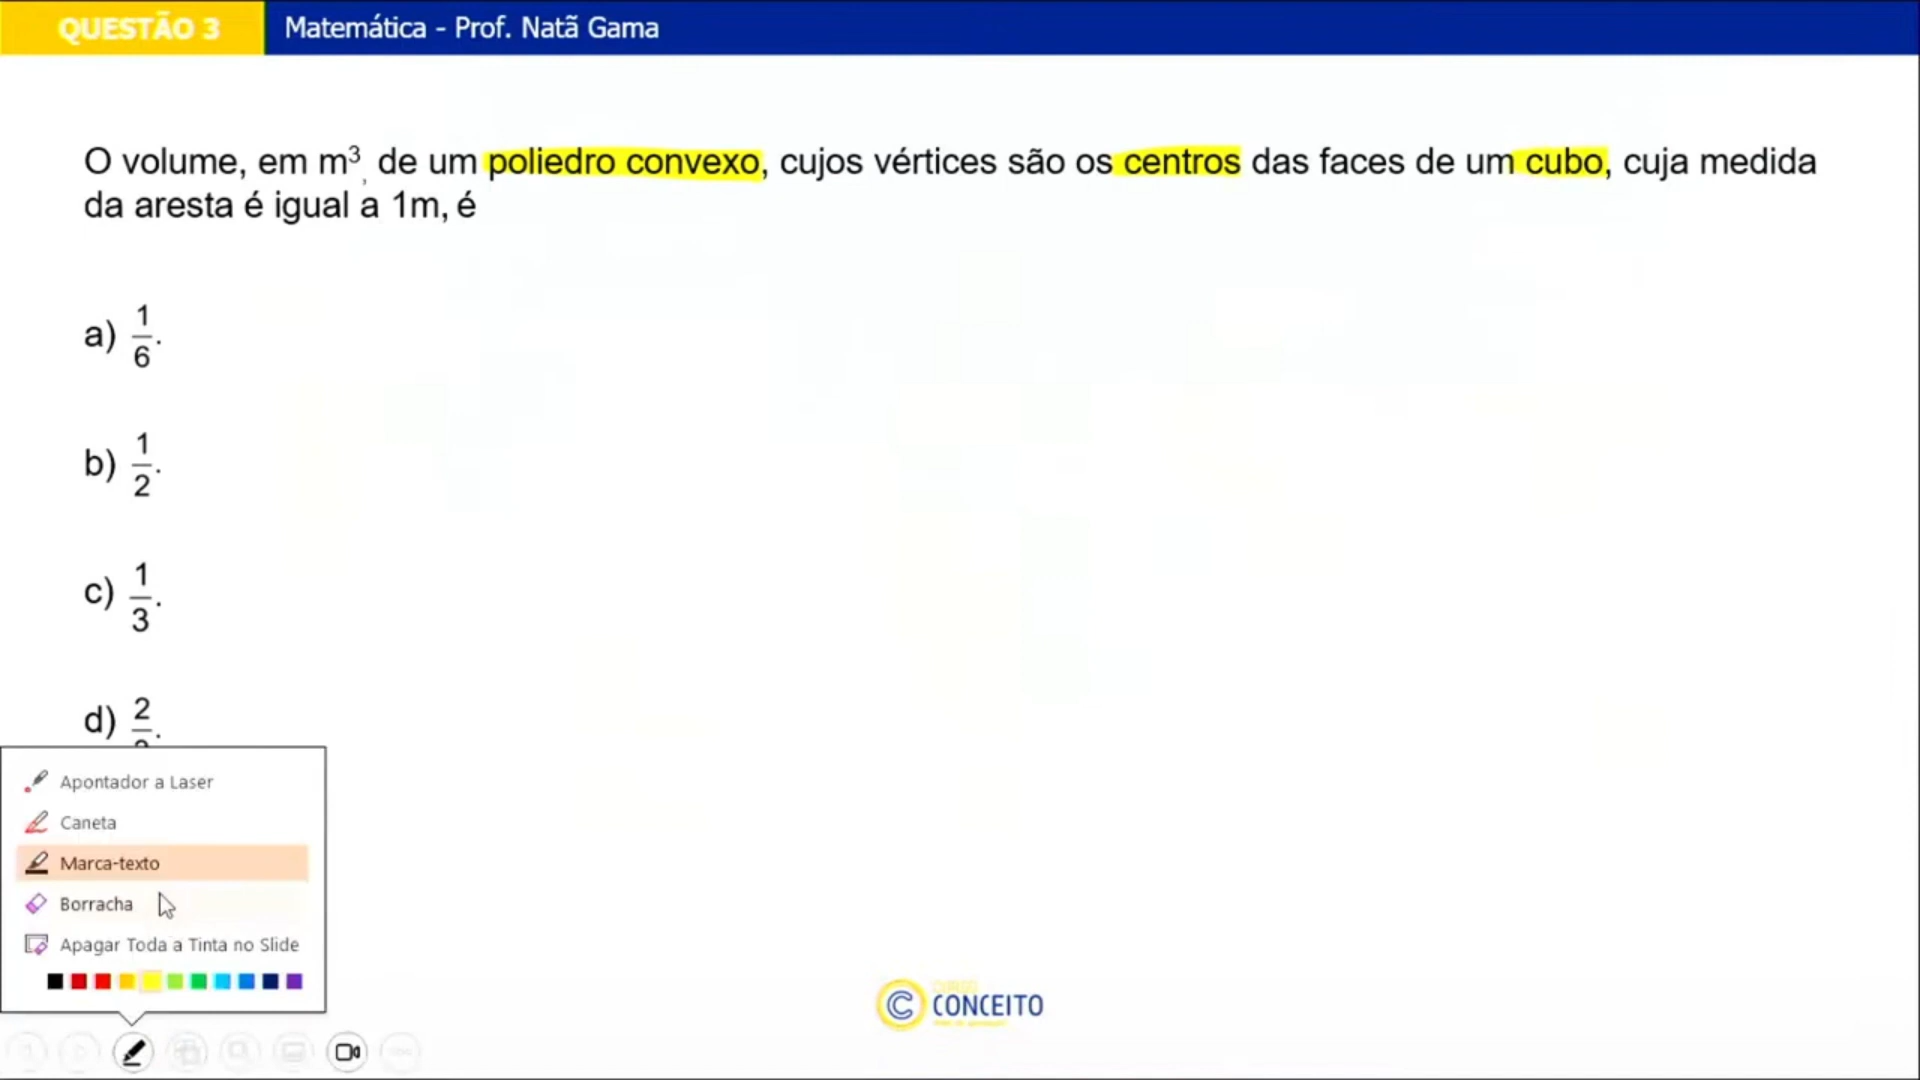 QUESTÃO 3
Matemática - Prof. Natã Gama
O volume, em m³, de um poliedro convexo, cujos vértices são os centros das faces de um cubo, cuja medida
da aresta é igual a 1m, é
a) 1/6.
b) 1/2.
c) 1/3.
d) 2/
Apontador a Laser
Caneta
Marca-texto
Borracha
Apagar Toda a Tinta no Slide
CURSO
CONCEITO